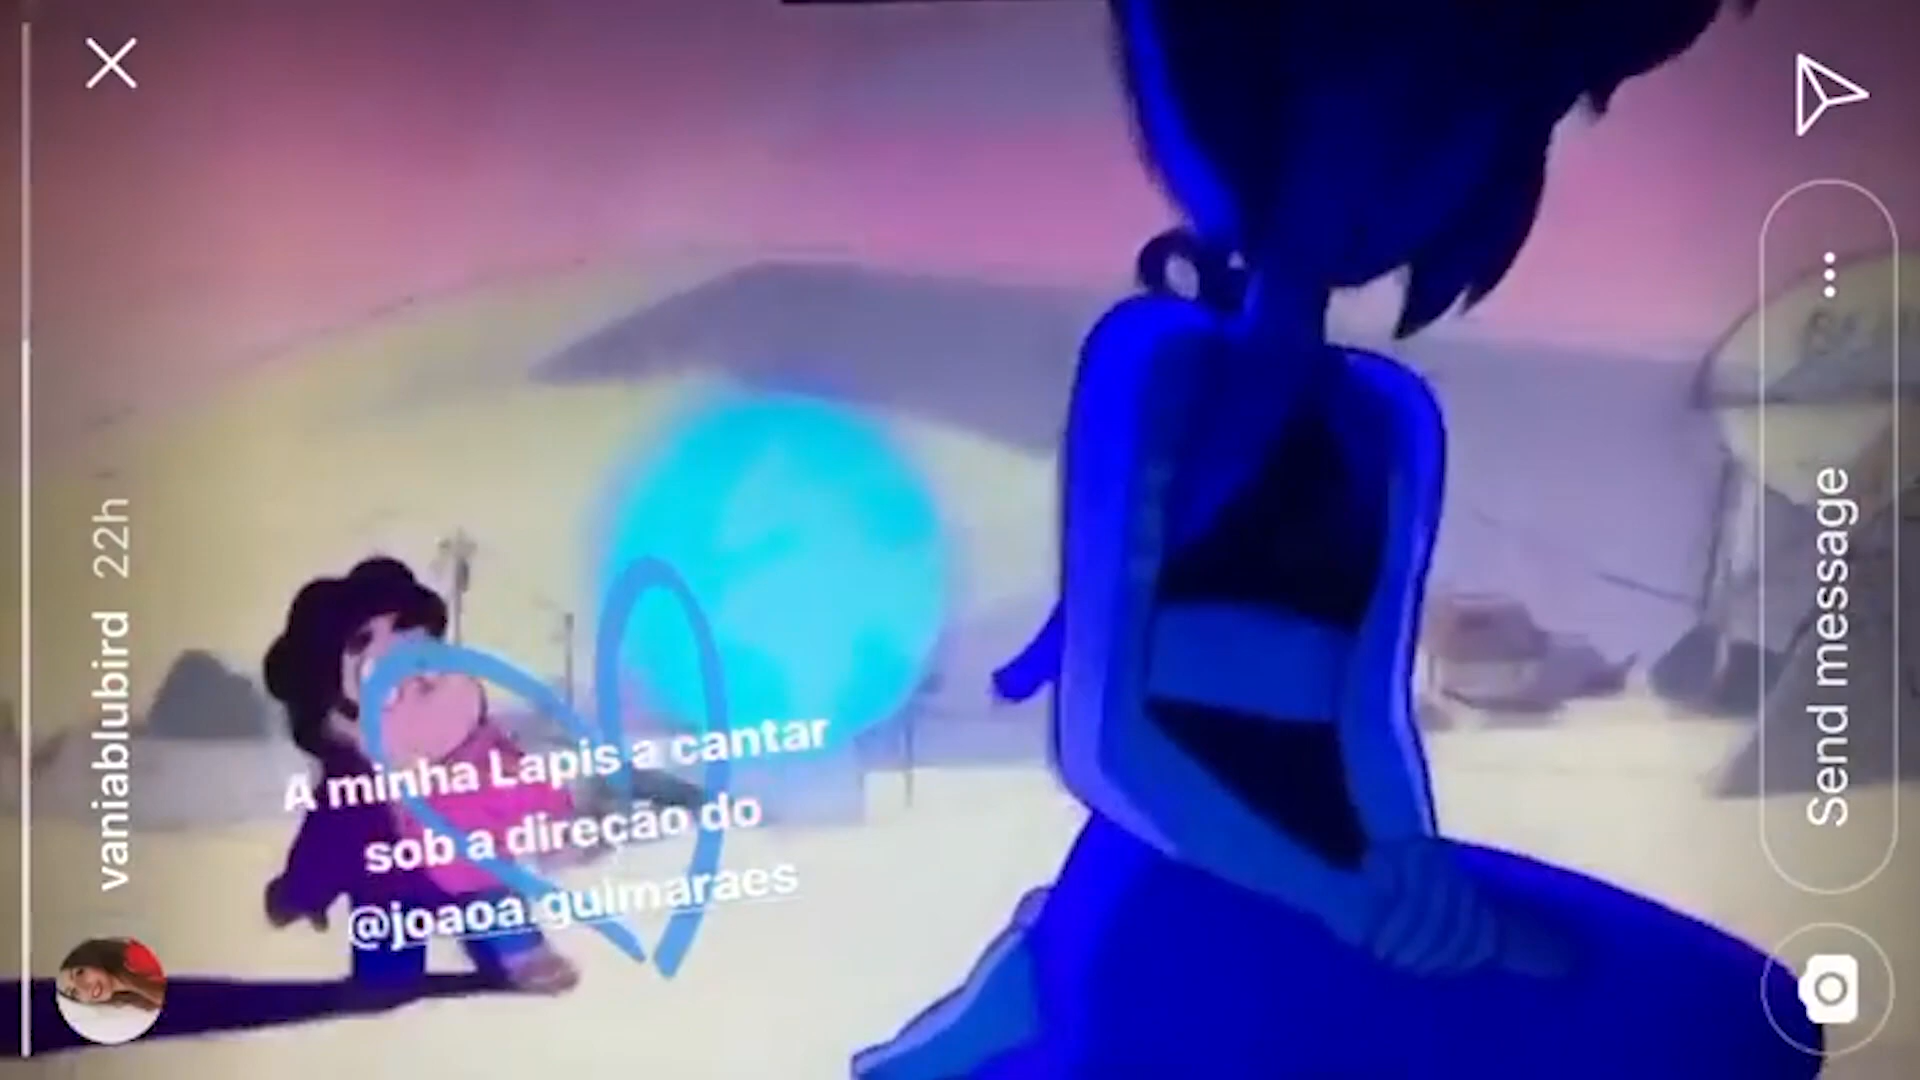 vaniablubird 22h
A minha Lapis a cantar
sob a direção do
@joaoa.guimaraes
Send message